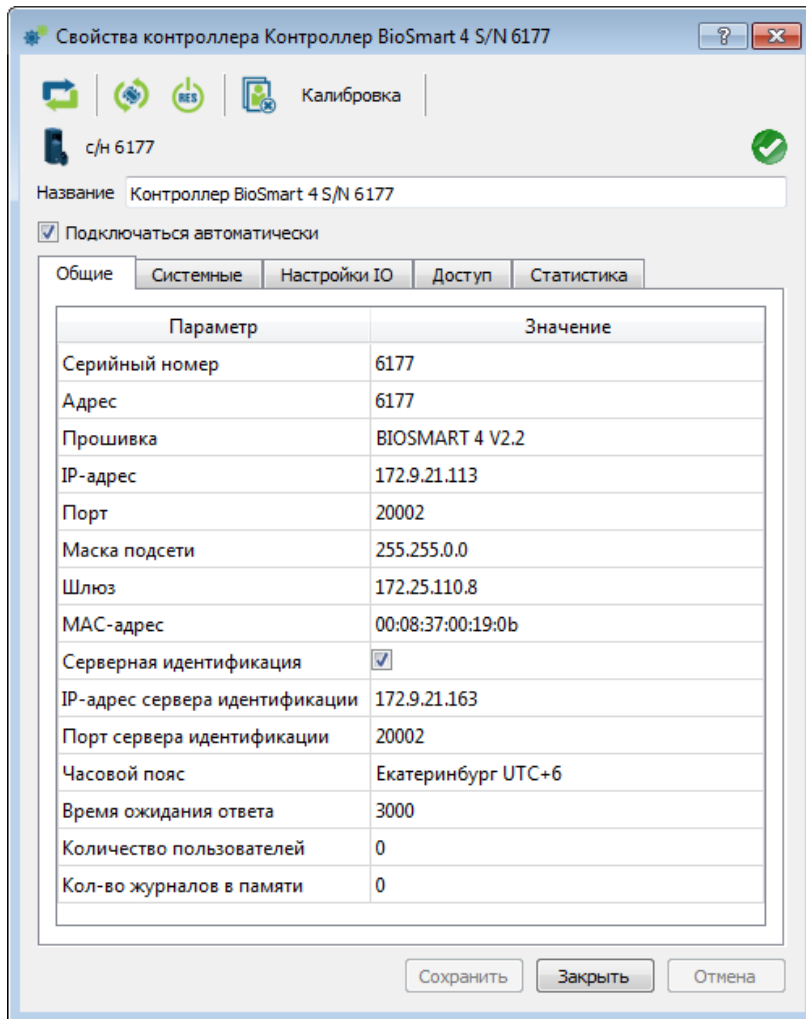 Свойства контроллера Контроллер BioSmart 4 S/N 6177
RES Калибровка
с/н 6177
Название Контроллер BioSmart 4 S/N 6177
Подключаться автоматически
Общие Системные Настройки IO Доступ Статистика
Параметр Значение
Серийный номер 6177
Адрес 6177
Прошивка BIOSMART 4 V2.2
IP-адрес 172.9.21.113
Порт 20002
Маска подсети 255.255.0.0
Шлюз 172.25.110.8
MAC-адрес 00:08:37:00:19:0b
Серверная идентификация
IP-адрес сервера идентификации 172.9.21.163
Порт сервера идентификации 20002
Часовой пояс Екатеринбург UTC+6
Время ожидания ответа 3000
Количество пользователей 0
Кол-во журналов в памяти 0
Сохранить Закрыть Отмена